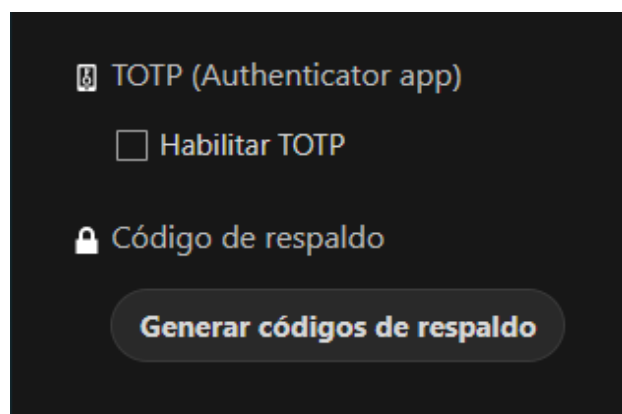 TOTP (Authenticator app)
Habilitar TOTP
Código de respaldo
Generar códigos de respaldo